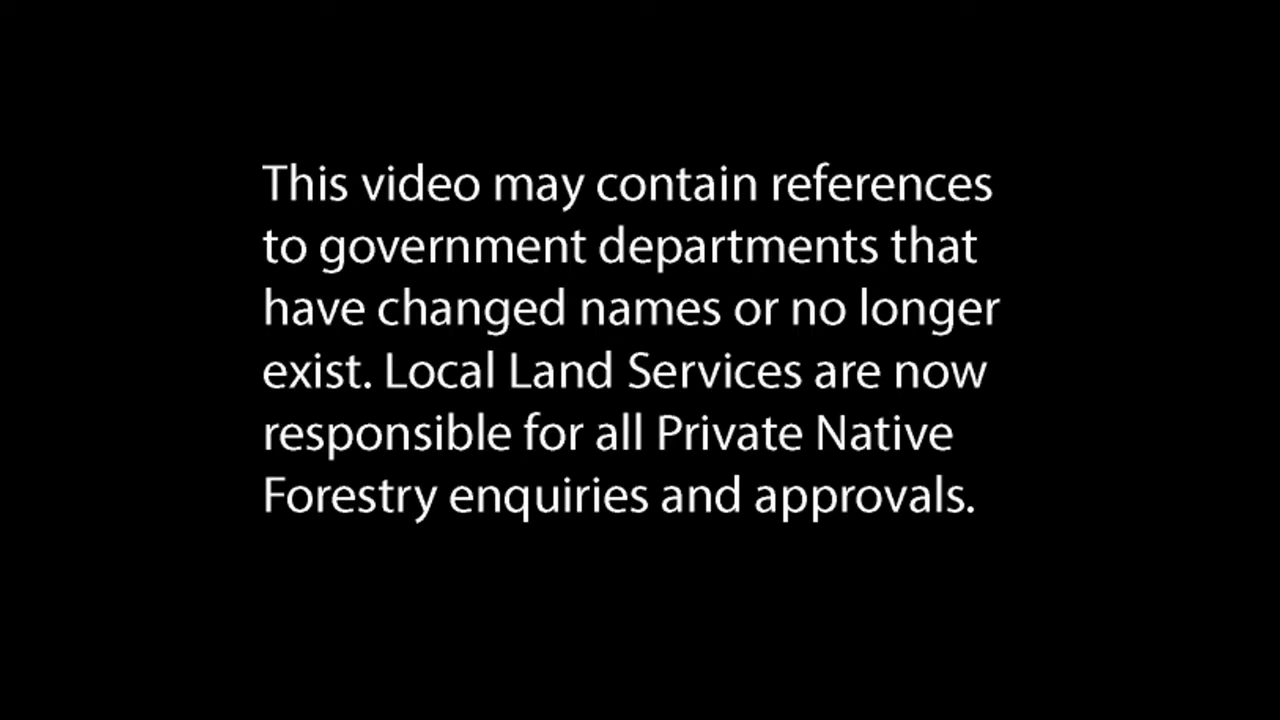 This video may contain references
to government departments that
have changed names or no longer
exist. Local Land Services are now
responsible for all Private Native
Forestry enquiries and approvals.